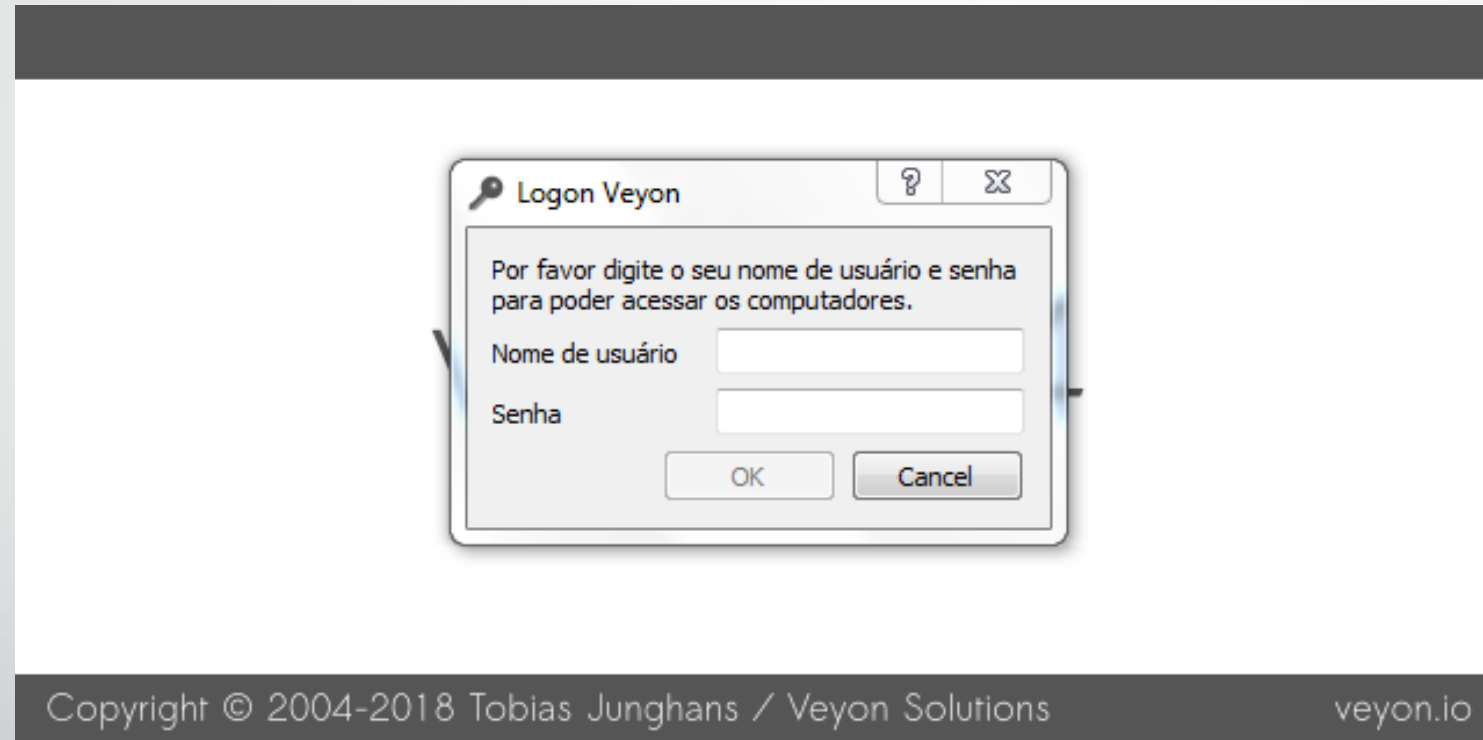 Logon Veyon
Por favor digite o seu nome de usuário e senha
para poder acessar os computadores.
Nome de usuário
Senha
OK
Cancel
Copyright © 2004-2018 Tobias Junghans / Veyon Solutions
veyon.io